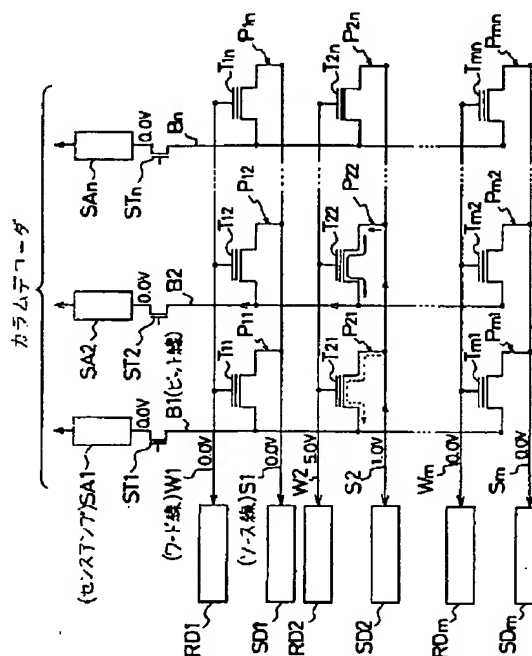 カラムデコーダ
(センスアンプ)SA1 SA2 SAn
0.0V 0.0V 0.0V
ST1 ST2 STn
B1(ビット線) B2 Bn
(ワード線)W1
0.0V
T11 T12 T1n
P11 P12 P1n
RD1
(ソース線)S1
0.0V
SD1
W2
5.0V
T21 T22 T2n
P21 P22 P2n
RD2
S2
1.0V
SD2
Wm
0.0V
Tm1 Tm2 Tmn
Pm1 Pm2 Pmn
RDm
Sm
0.0V
SDm